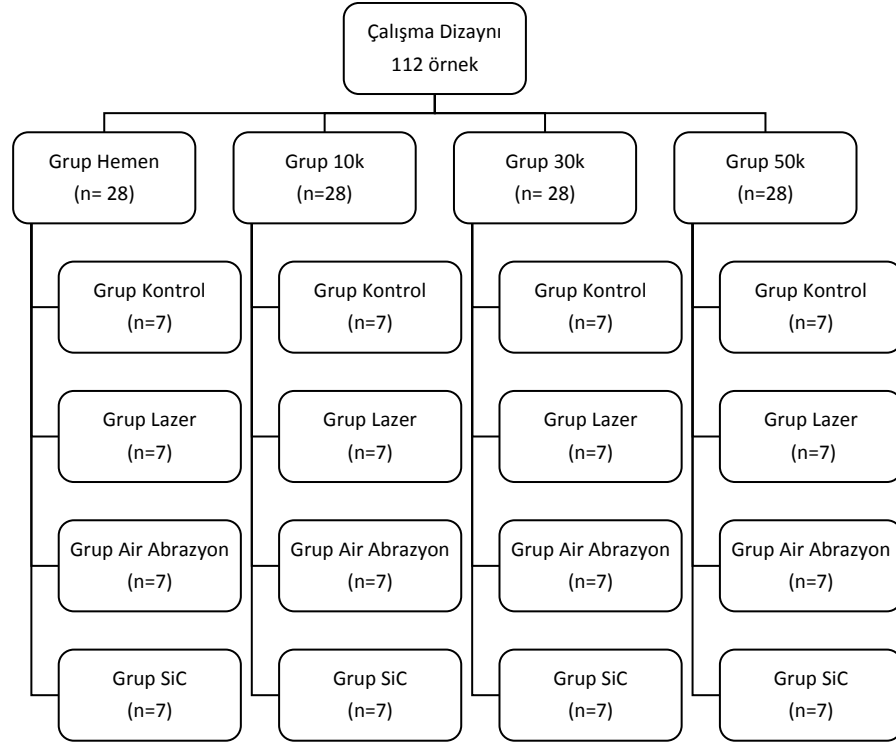 Çalışma Dizaynı
112 örnek
Grup Hemen
(n= 28)
Grup 10k
(n=28)
Grup 30k
(n= 28)
Grup 50k
(n=28)
Grup Kontrol
(n=7)
Grup Lazer
(n=7)
Grup Air Abrazyon
(n=7)
Grup SiC
(n=7)
Grup Kontrol
(n=7)
Grup Lazer
(n=7)
Grup Air Abrazyon
(n=7)
Grup SiC
(n=7)
Grup Kontrol
(n=7)
Grup Lazer
(n=7)
Grup Air Abrazyon
(n=7)
Grup SiC
(n=7)
Grup Kontrol
(n=7)
Grup Lazer
(n=7)
Grup Air Abrazyon
(n=7)
Grup SiC
(n=7)